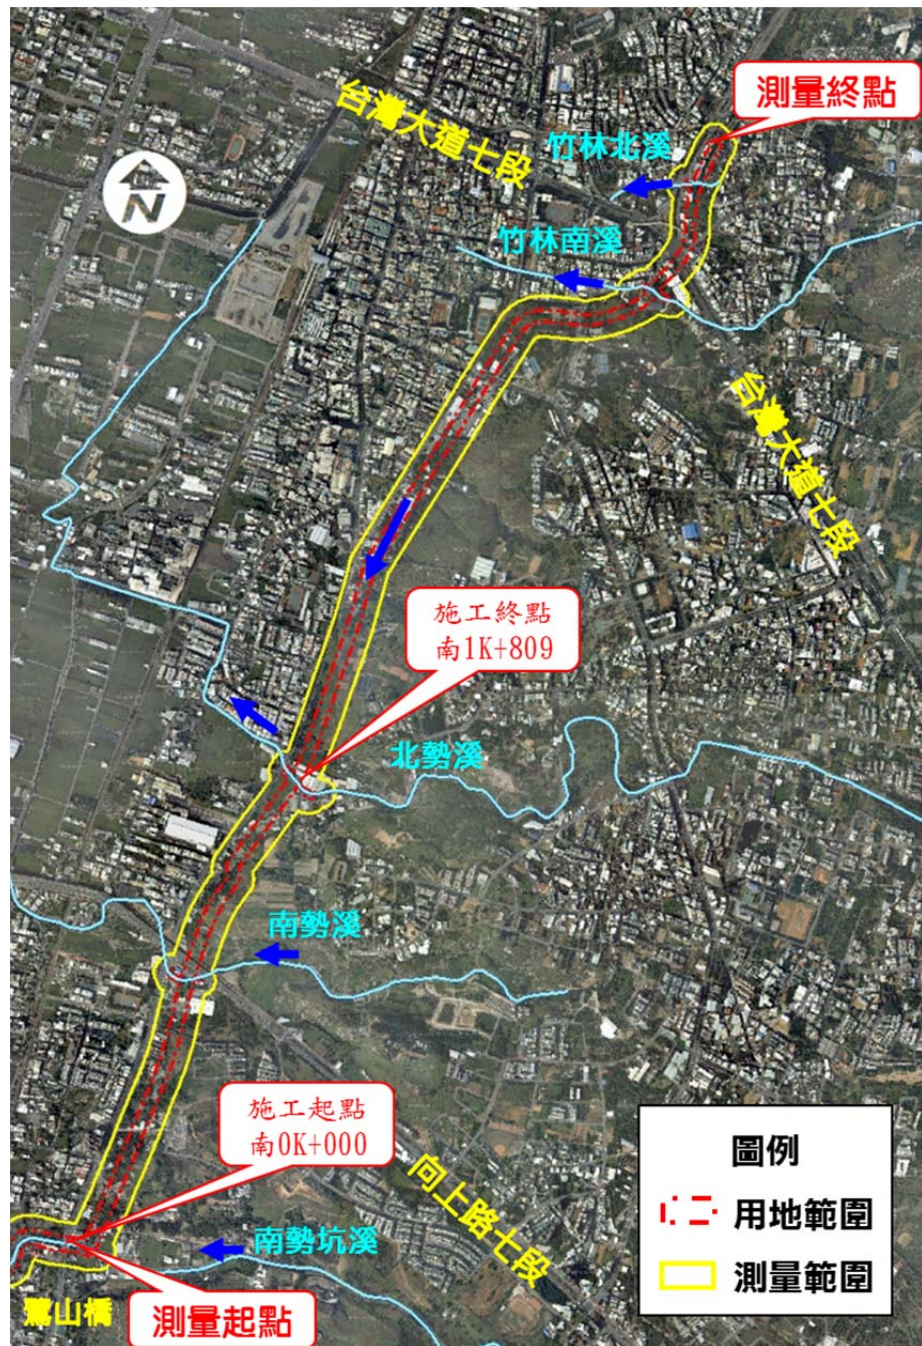 測量終點
台灣大道七段
竹林北溪
N
竹林南溪
台灣大道七段
施工終點
南1K+809
北勢溪
南勢溪
施工起點
南0K+000
向上路七段
南勢坑溪
鷺山橋
測量起點
圖例
用地範圍
測量範圍